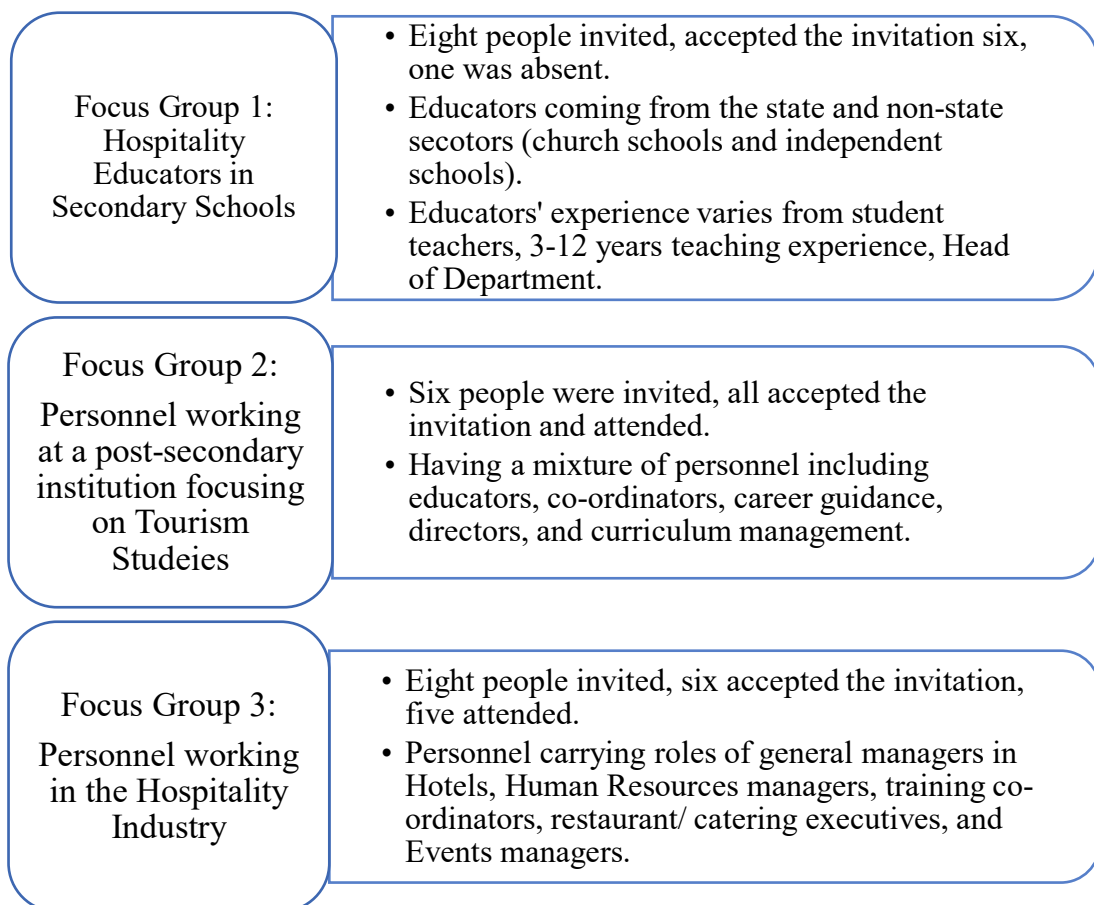 Focus Group 1:
Hospitality
Educators in
Secondary Schools
• Eight people invited, accepted the invitation six,
one was absent.
• Educators coming from the state and non-state
secotors (church schools and independent
schools).
• Educators' experience varies from student
teachers, 3-12 years teaching experience, Head
of Department.
Focus Group 2:
Personnel working
at a post-secondary
institution focusing
on Tourism
Studeies
• Six people were invited, all accepted the
invitation and attended.
• Having a mixture of personnel including
educators, co-ordinators, career guidance,
directors, and curriculum management.
Focus Group 3:
Personnel working
in the Hospitality
Industry
• Eight people invited, six accepted the invitation,
five attended.
• Personnel carrying roles of general managers in
Hotels, Human Resources managers, training co-
ordinators, restaurant/ catering executives, and
Events managers.